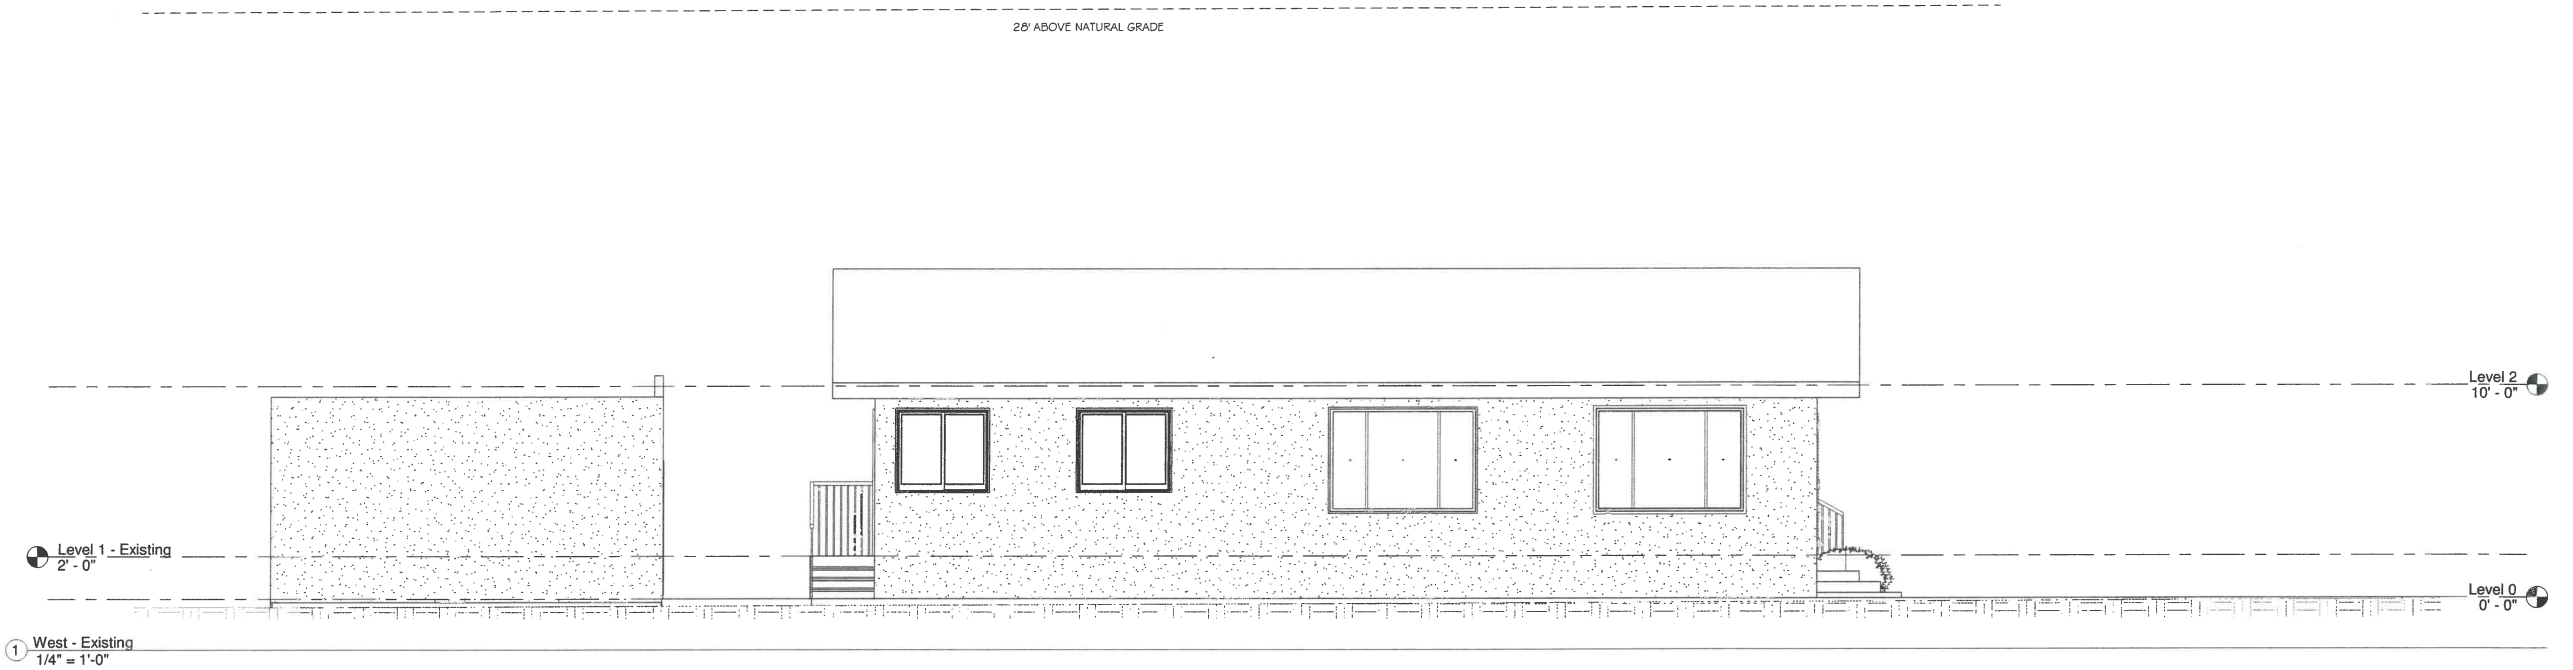 28' ABOVE NATURAL GRADE
Level 2
10' - 0"
Level 1 - Existing
2' - 0"
Level 0
0' - 0"
1
West - Existing
1/4" = 1'-0"